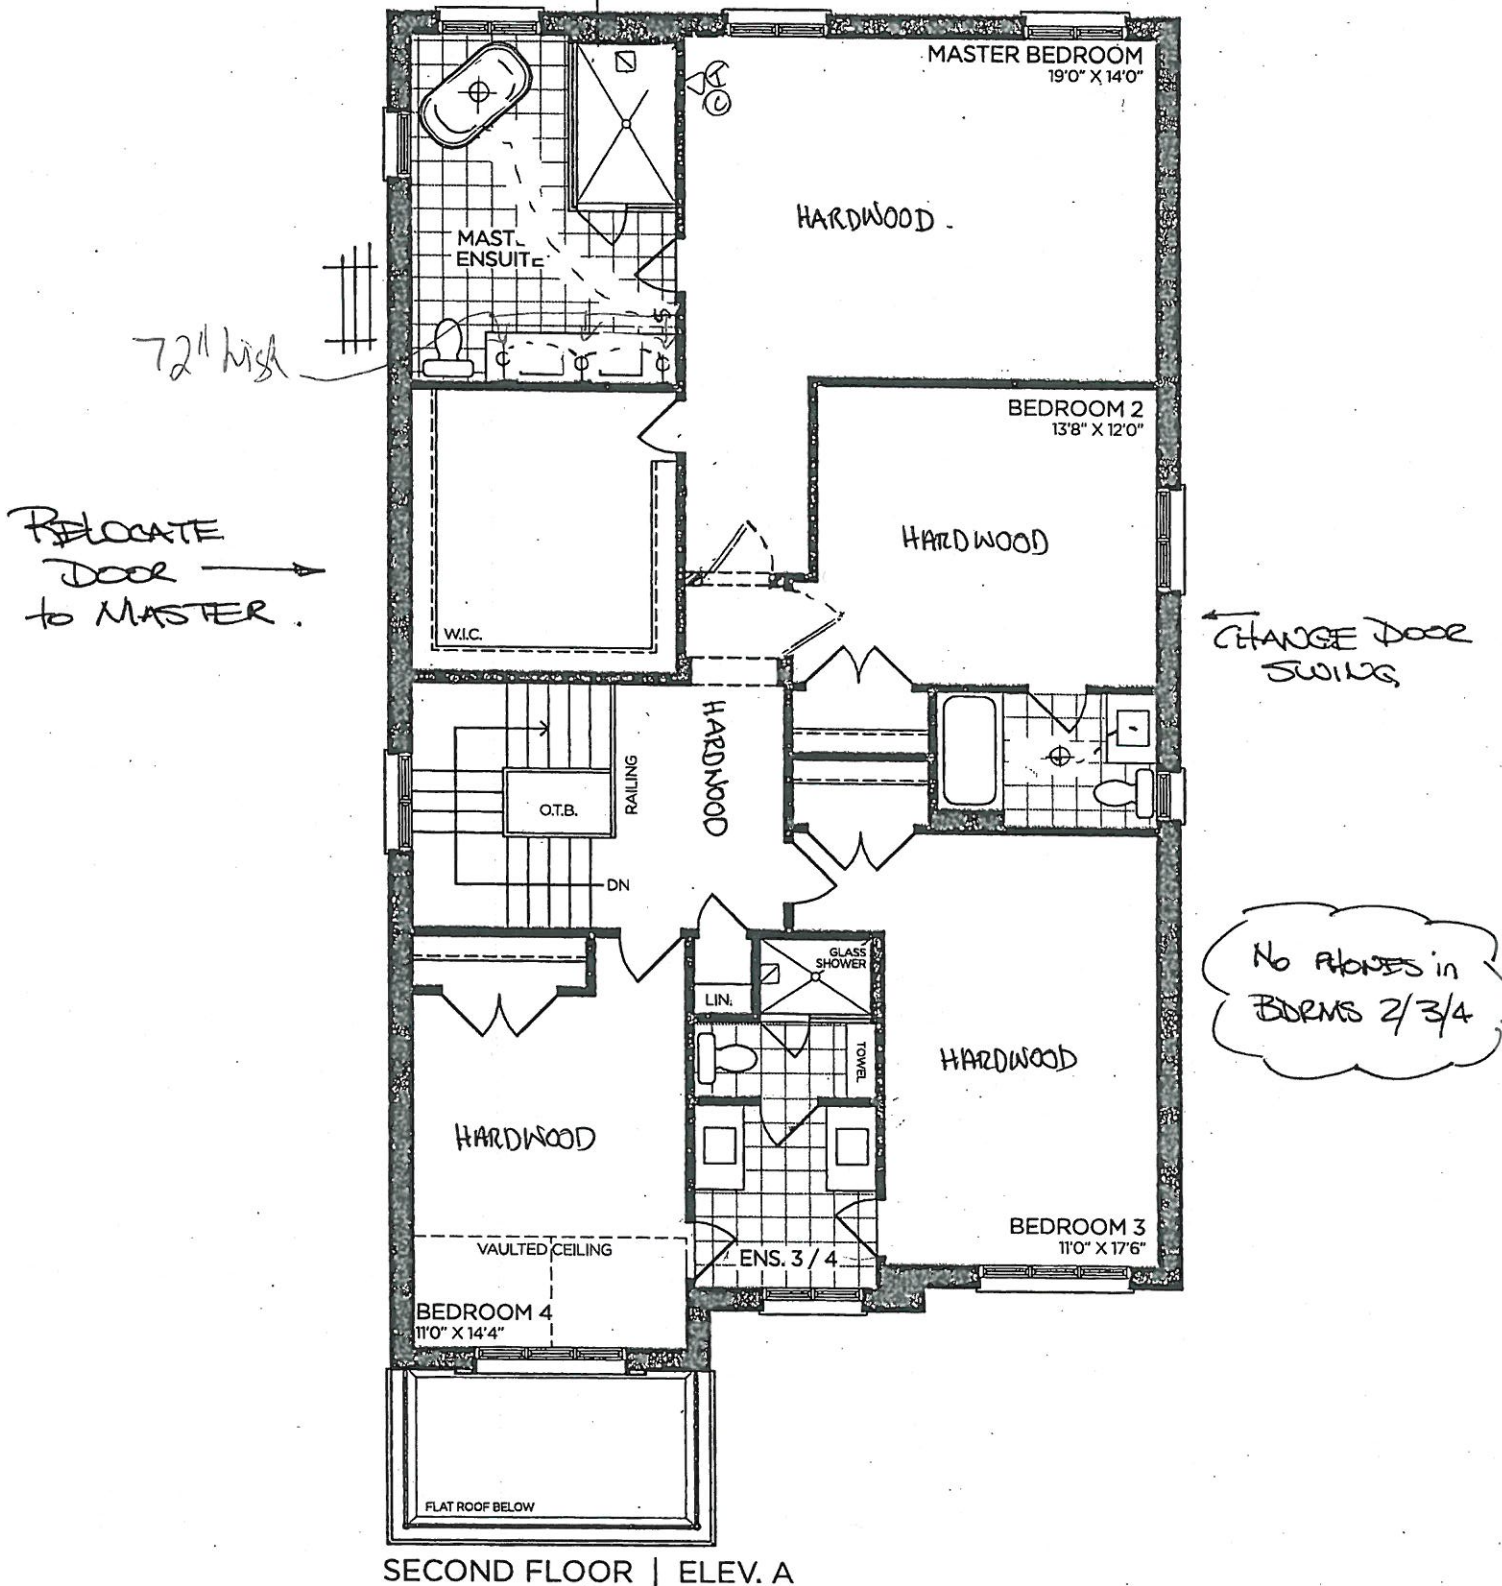 MASTER BEDROOM
19'0" X 14'0"
T
C
HARDWOOD.
MAST.
ENSUITE
S
72" high
BEDROOM 2
13'8" X 12'0"
HARDWOOD
RELOCATE
DOOR
to MASTER.
W.I.C.
CHANGE DOOR
SWING
HARDWOOD
RAILING
O.T.B.
DN
GLASS
SHOWER
LIN.
TOWEL
No PHONES in
BDRMS 2/3/4
HARDWOOD
HARDWOOD
BEDROOM 3
11'0" X 17'6"
VAULTED CEILING
ENS. 3 / 4
BEDROOM 4
11'0" X 14'4"
FLAT ROOF BELOW
SECOND FLOOR | ELEV. A